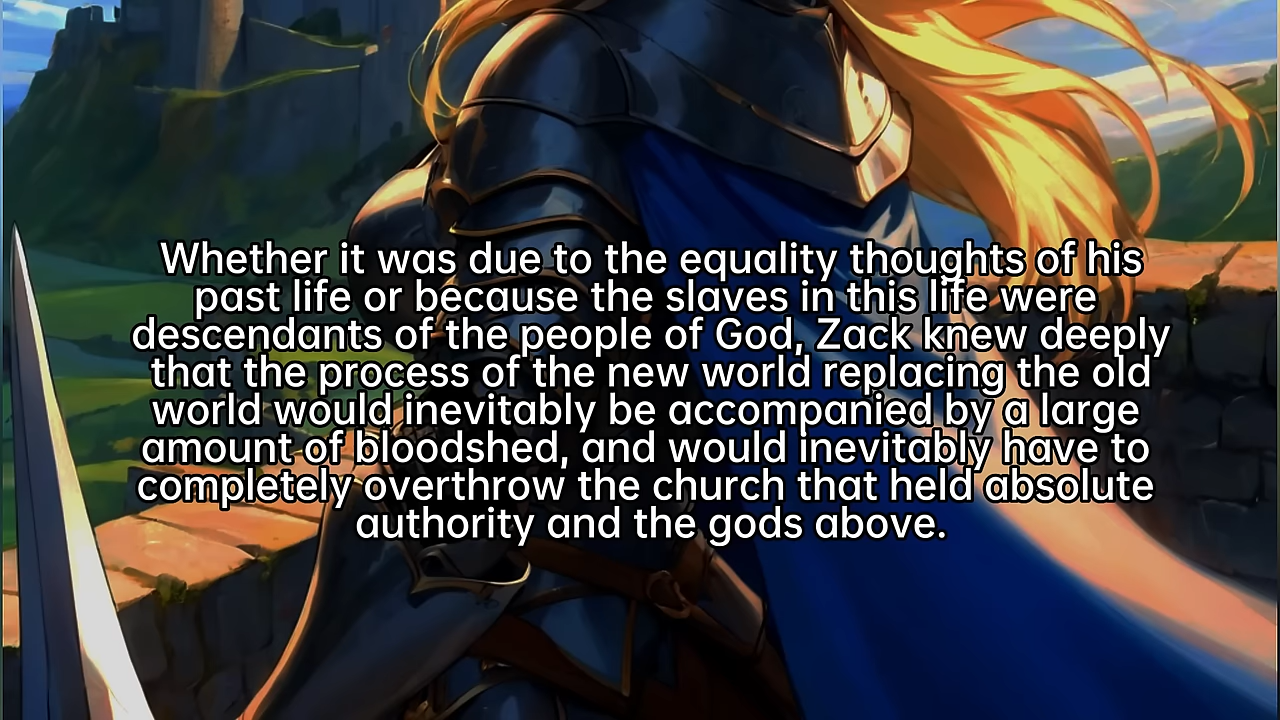 Whether it was due to the equality thoughts of his
past life or because the slaves in this life were
descendants of the people of God, Zack knew deeply
that the process of the new world replacing the old
world would inevitably be accompanied by a large
amount of bloodshed, and would inevitably have to
completely overthrow the church that held absolute
authority and the gods above.